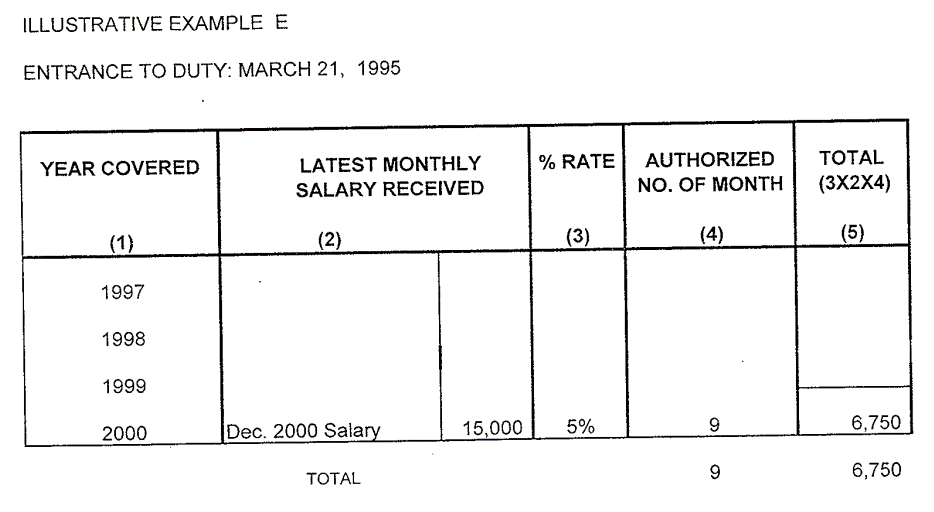 ILLUSTRATIVE EXAMPLE E
ENTRANCE TO DUTY: MARCH 21, 1995
YEAR COVERED LATEST MONTHLY SALARY RECEIVED % RATE AUTHORIZED NO. OF MONTH TOTAL (3X2X4)
(1) (2) (3) (4) (5)
1997
1998
1999
2000 Dec. 2000 Salary 15,000 5% 9 6,750
TOTAL 9 6,750